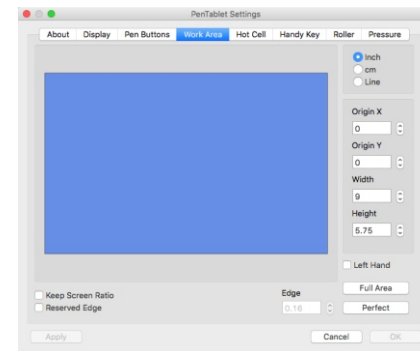 PenTablet Settings
About Display Pen Buttons Work Area Hot Cell Handy Key Roller Pressure
Inch
cm
Line
Origin X
0
Origin Y
0
Width
9
Height
5.75
Left Hand
Keep Screen Ratio
Reserved Edge
Edge
0.16
Full Area
Perfect
Apply
Cancel
OK